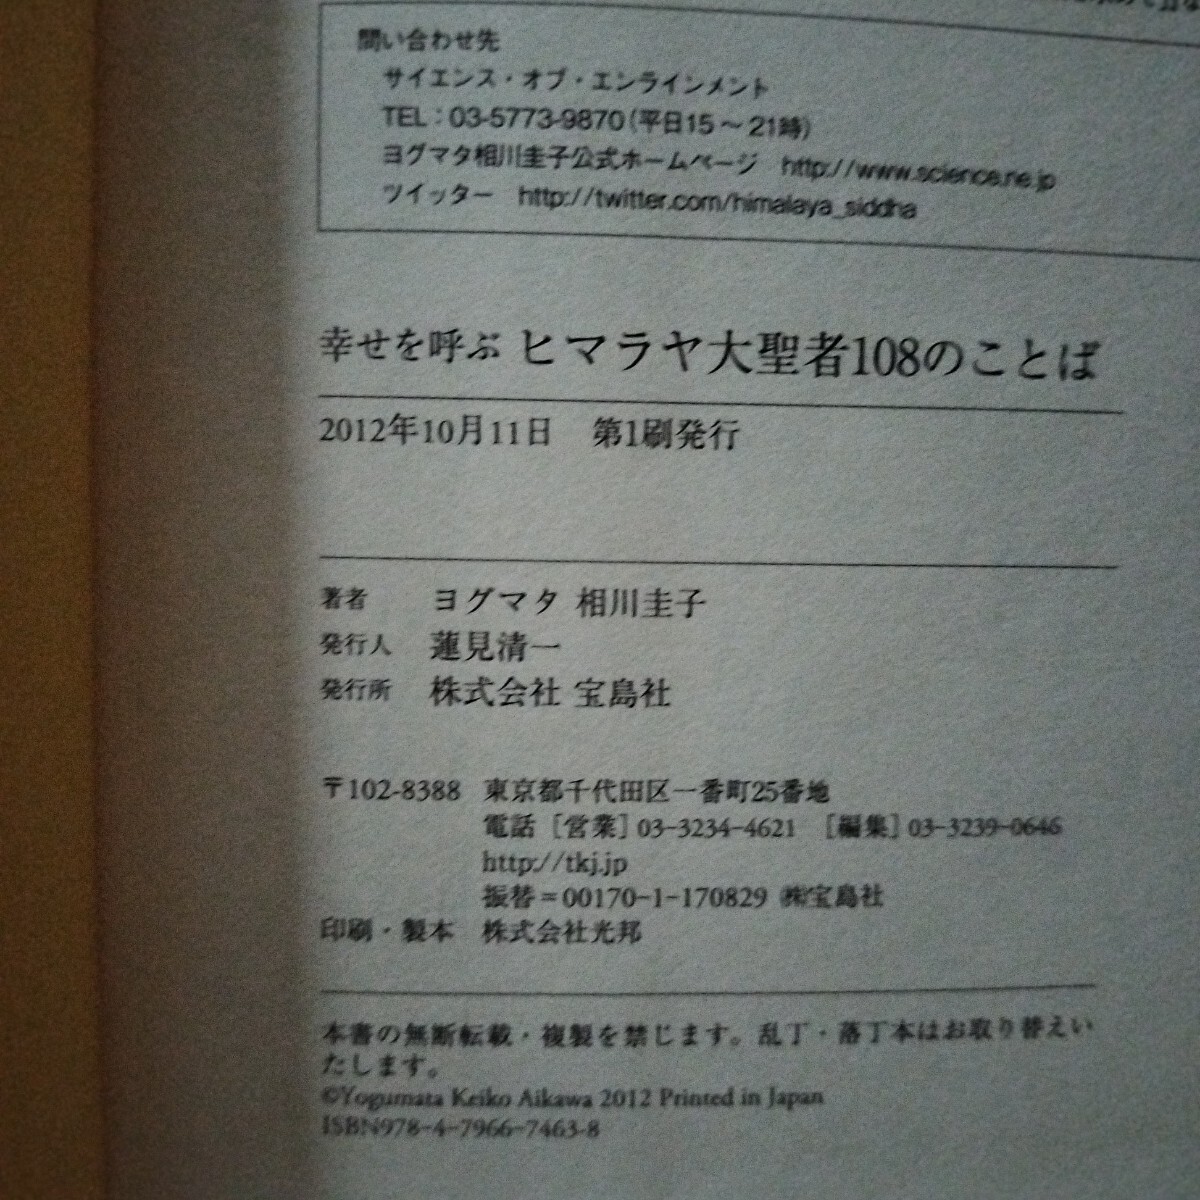 問い合わせ先
サイエンス・オブ・エンラインメント
TEL：03-5773-9870（平日15～21時）
ヨグマタ相川圭子公式ホームページ　http://www.science.ne.jp
ツイッター　http://twitter.com/himalaya_siddha
幸せを呼ぶ ヒマラヤ大聖者108のことば
2012年10月11日　第1刷発行
著者　ヨグマタ 相川圭子
発行人　蓮見清一
発行所　株式会社 宝島社
〒102-8388　東京都千代田区一番町25番地
電話［営業］03-3234-4621　［編集］03-3239-0646
http://tkj.jp
振替＝00170-1-170829 ㈱宝島社
印刷・製本　株式会社光邦
本書の無断転載・複製を禁じます。乱丁・落丁本はお取り替えい
たします。
©Yogumata Keiko Aikawa 2012 Printed in Japan
ISBN978-4-7966-7463-8